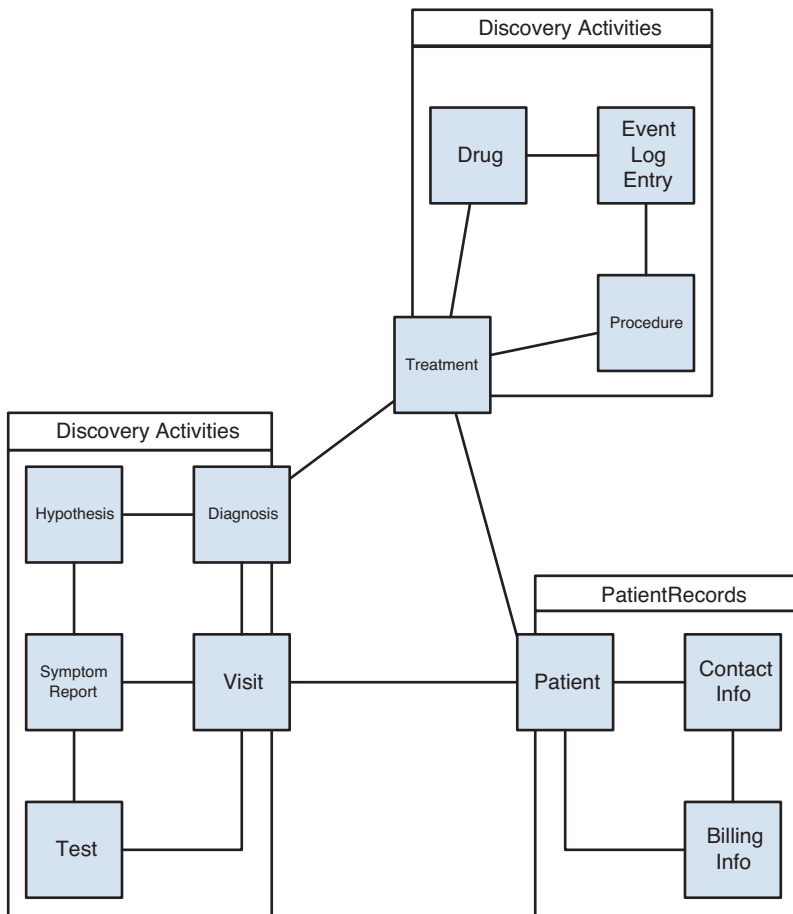 Discovery Activities
Drug
Event
Log
Entry
Procedure
Treatment
Discovery Activities
Hypothesis
Diagnosis
PatientRecords
Symptom
Report
Visit
Patient
Contact
Info
Test
Billing
Info